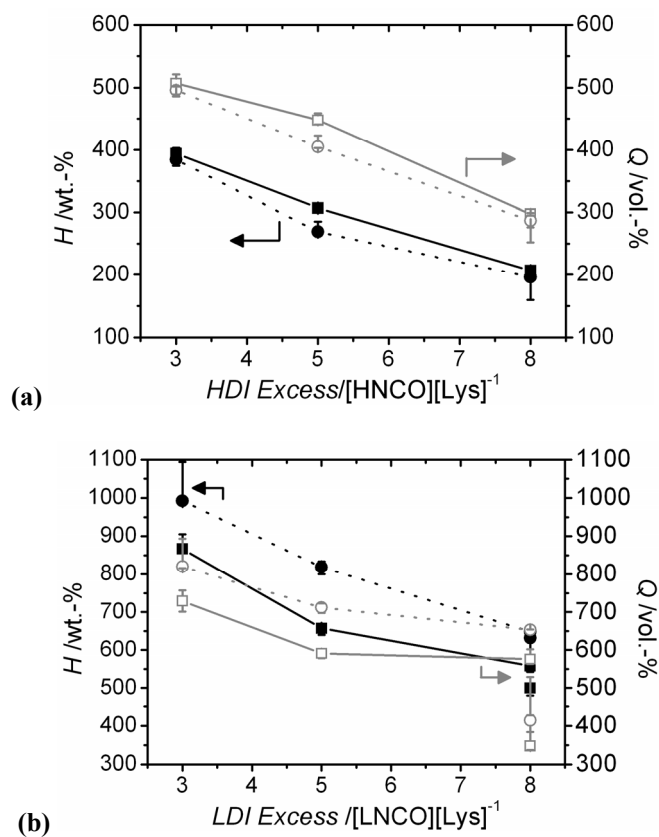 600 600
500 500
400 400
300 300
200 200
100 100
H /wt.-% Q /vol.-%
3 4 5 6 7 8
(a) HDI Excess/[HNCO][Lys]-1
1100 1100
1000 1000
900 900
800 800
700 700
600 600
500 500
400 400
300 300
H /wt.-% Q /vol.-%
3 4 5 6 7 8
(b) LDI Excess /[LNCO][Lys]-1